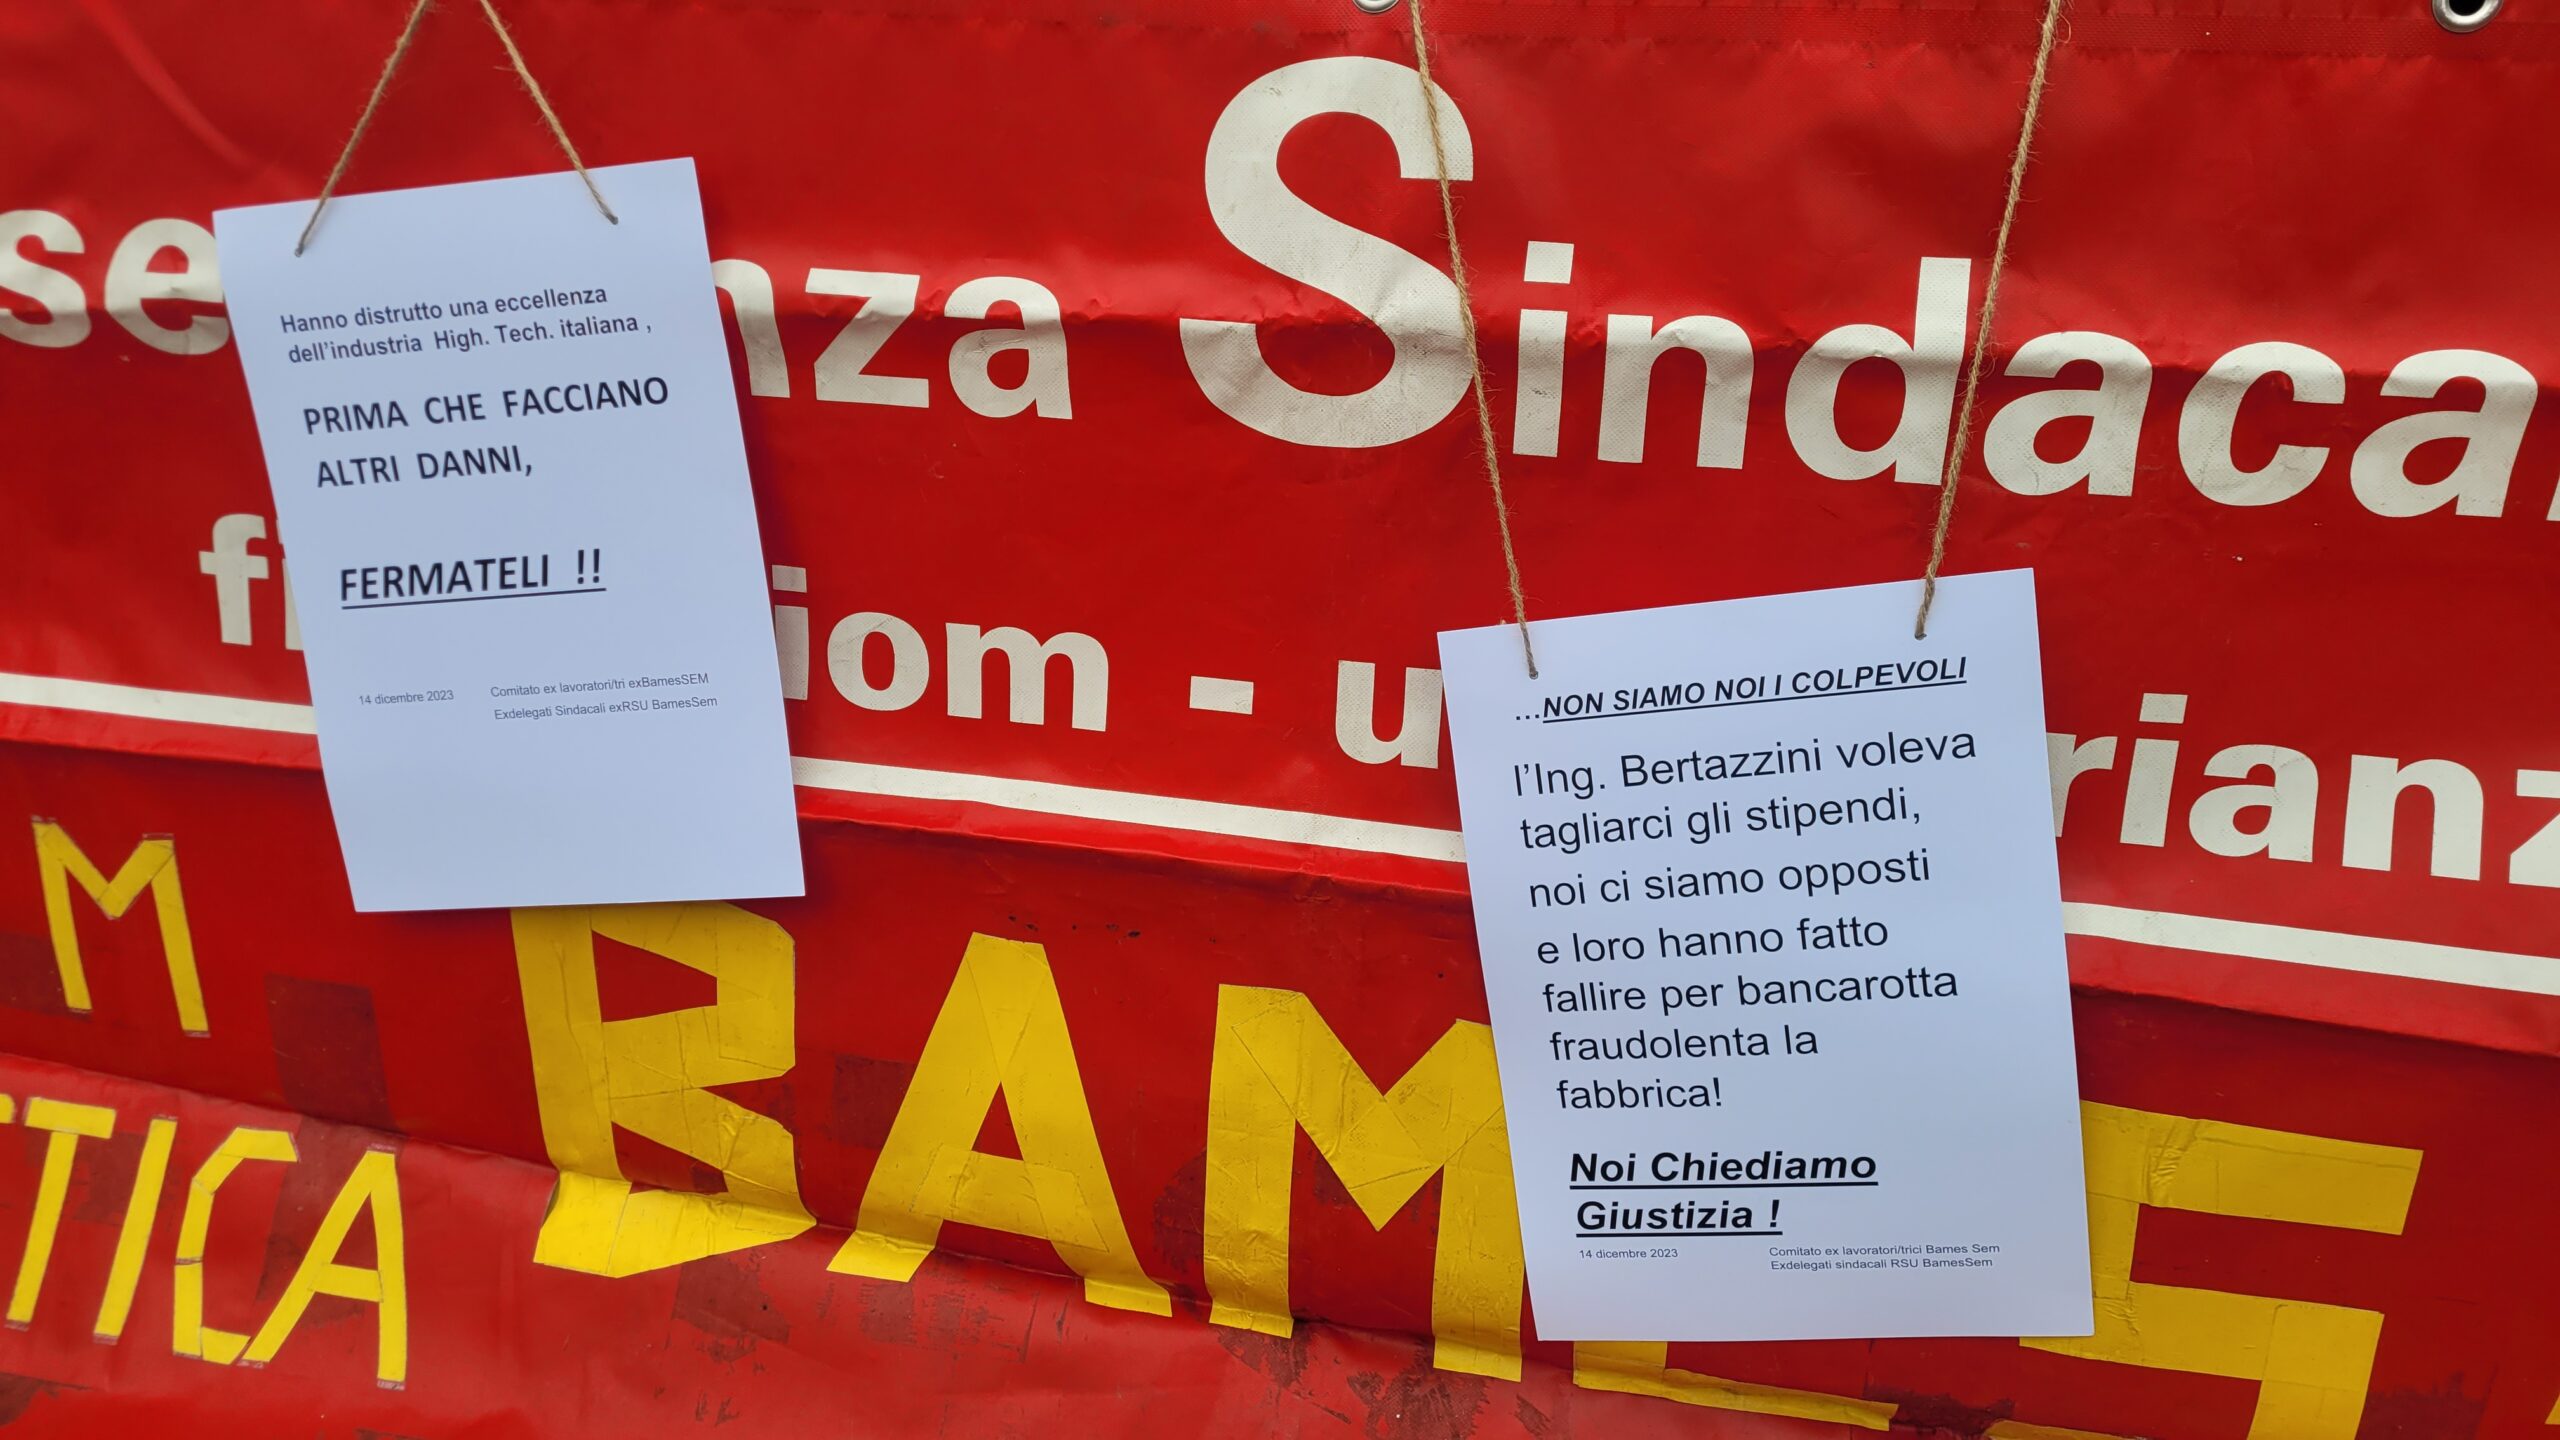 Hanno distrutto una eccellenza
dell'industria High. Tech. italiana ,
PRIMA CHE FACCIANO
ALTRI DANNI,
FERMATELI !!
14 dicembre 2023
Comitato ex lavoratori/tri exBamesSEM
Exdelegati Sindacali exRSU BamesSem
...NON SIAMO NOI I COLPEVOLI
l'Ing. Bertazzini voleva
tagliarci gli stipendi,
noi ci siamo opposti
e loro hanno fatto
fallire per bancarotta
fraudolenta la
fabbrica!
Noi Chiediamo
Giustizia !
14 dicembre 2023
Comitato ex lavoratori/trici Bames Sem
Exdelegati sindacali RSU BamesSem
se nza Sindaca
fi iom - u rianz
M BAMES
TICA